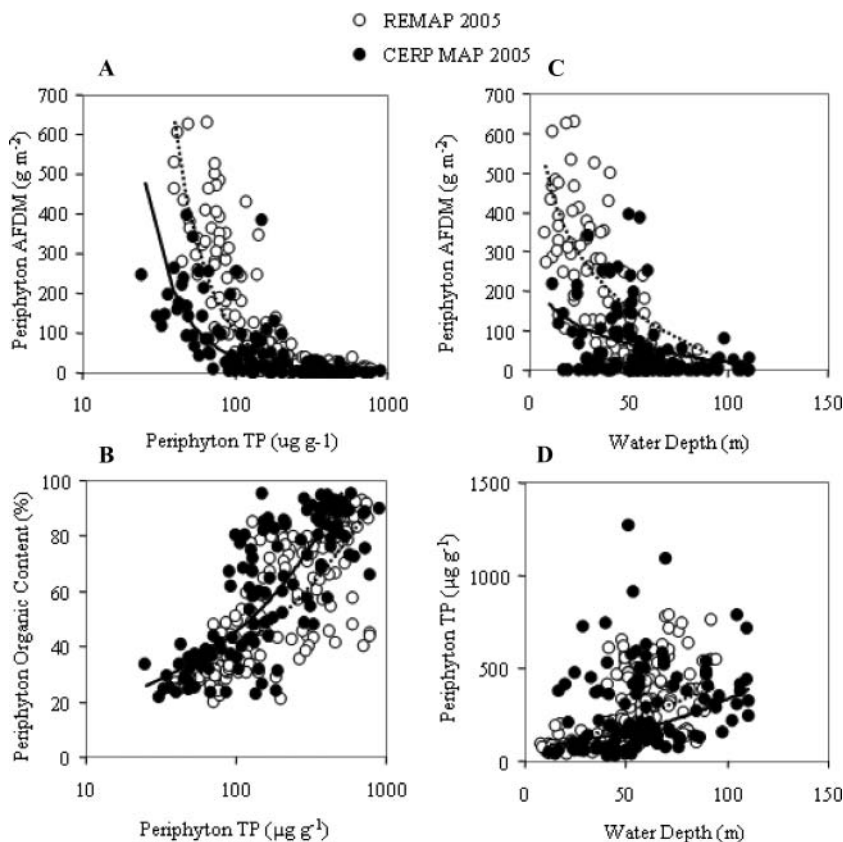 REMAP 2005
CERP MAP 2005
A
C
700
600
500
400
300
200
100
0
Periphyton AFDM (g m⁻²)
10
100
1000
Periphyton TP (ug g-1)
700
600
500
400
300
200
100
0
Periphyton AFDM (g m⁻²)
0
50
100
150
Water Depth (m)
B
D
100
80
60
40
20
0
Periphyton Organic Content (%)
10
100
1000
Periphyton TP (µg g⁻¹)
1500
1000
500
0
Periphyton TP (µg g⁻¹)
0
50
100
150
Water Depth (m)